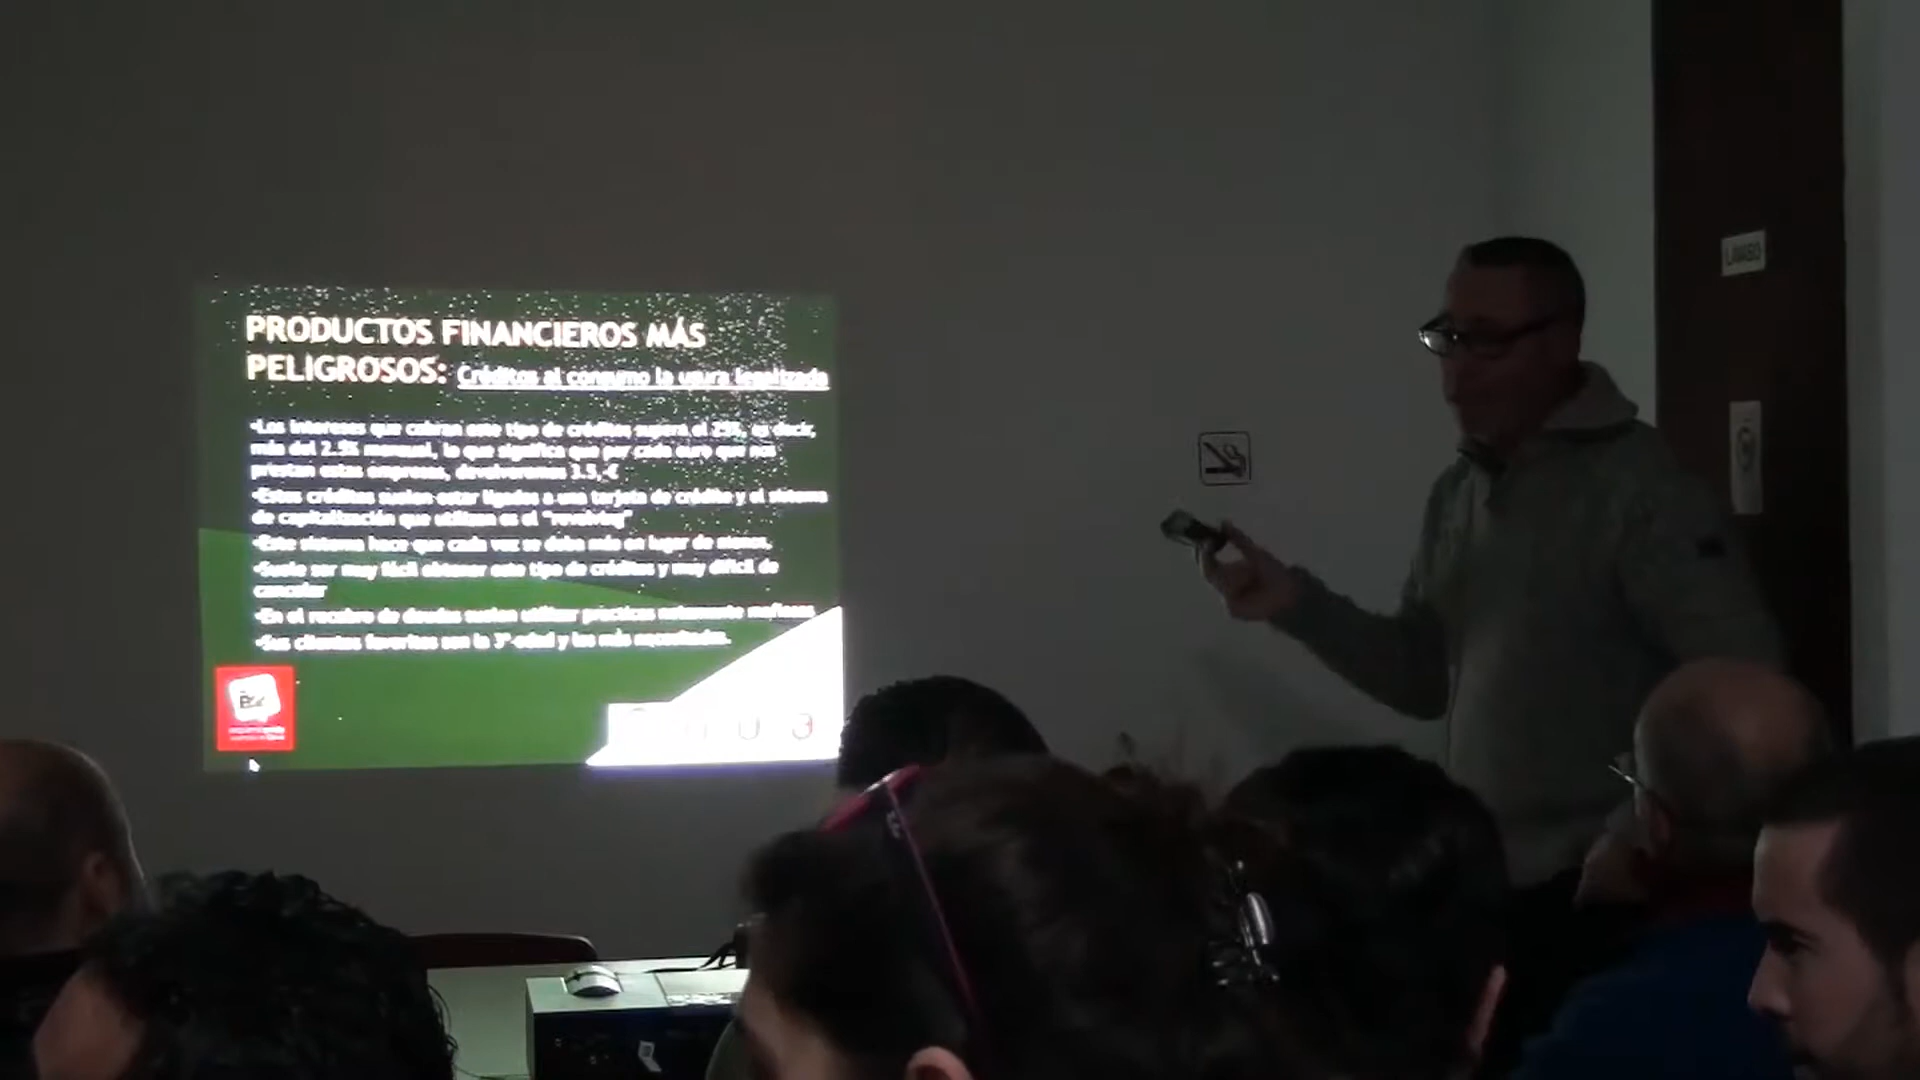 PRODUCTOS FINANCIEROS MÁS
PELIGROSOS: Créditos al consumo la usura legalizada
•Los intereses que cobran este tipo de créditos supera el 25%, es decir,
más del 2.5% mensual, lo que significa que por cada euro que nos
prestan estas empresas, devolveremos 3.5.-€
•Estos créditos suelen estar ligados a una tarjeta de crédito y el sistema
de capitalización que utilizan es el "revolving"
•Este sistema hace que cada vez se deba más en lugar de menos.
•Suele ser muy fácil obtener este tipo de créditos y muy difícil de
cancelar
•En el recobro de deudas suelen utilizar practicas
•Sus clientes favoritos son la 3ª edad y los más necesitados.
LAVABO